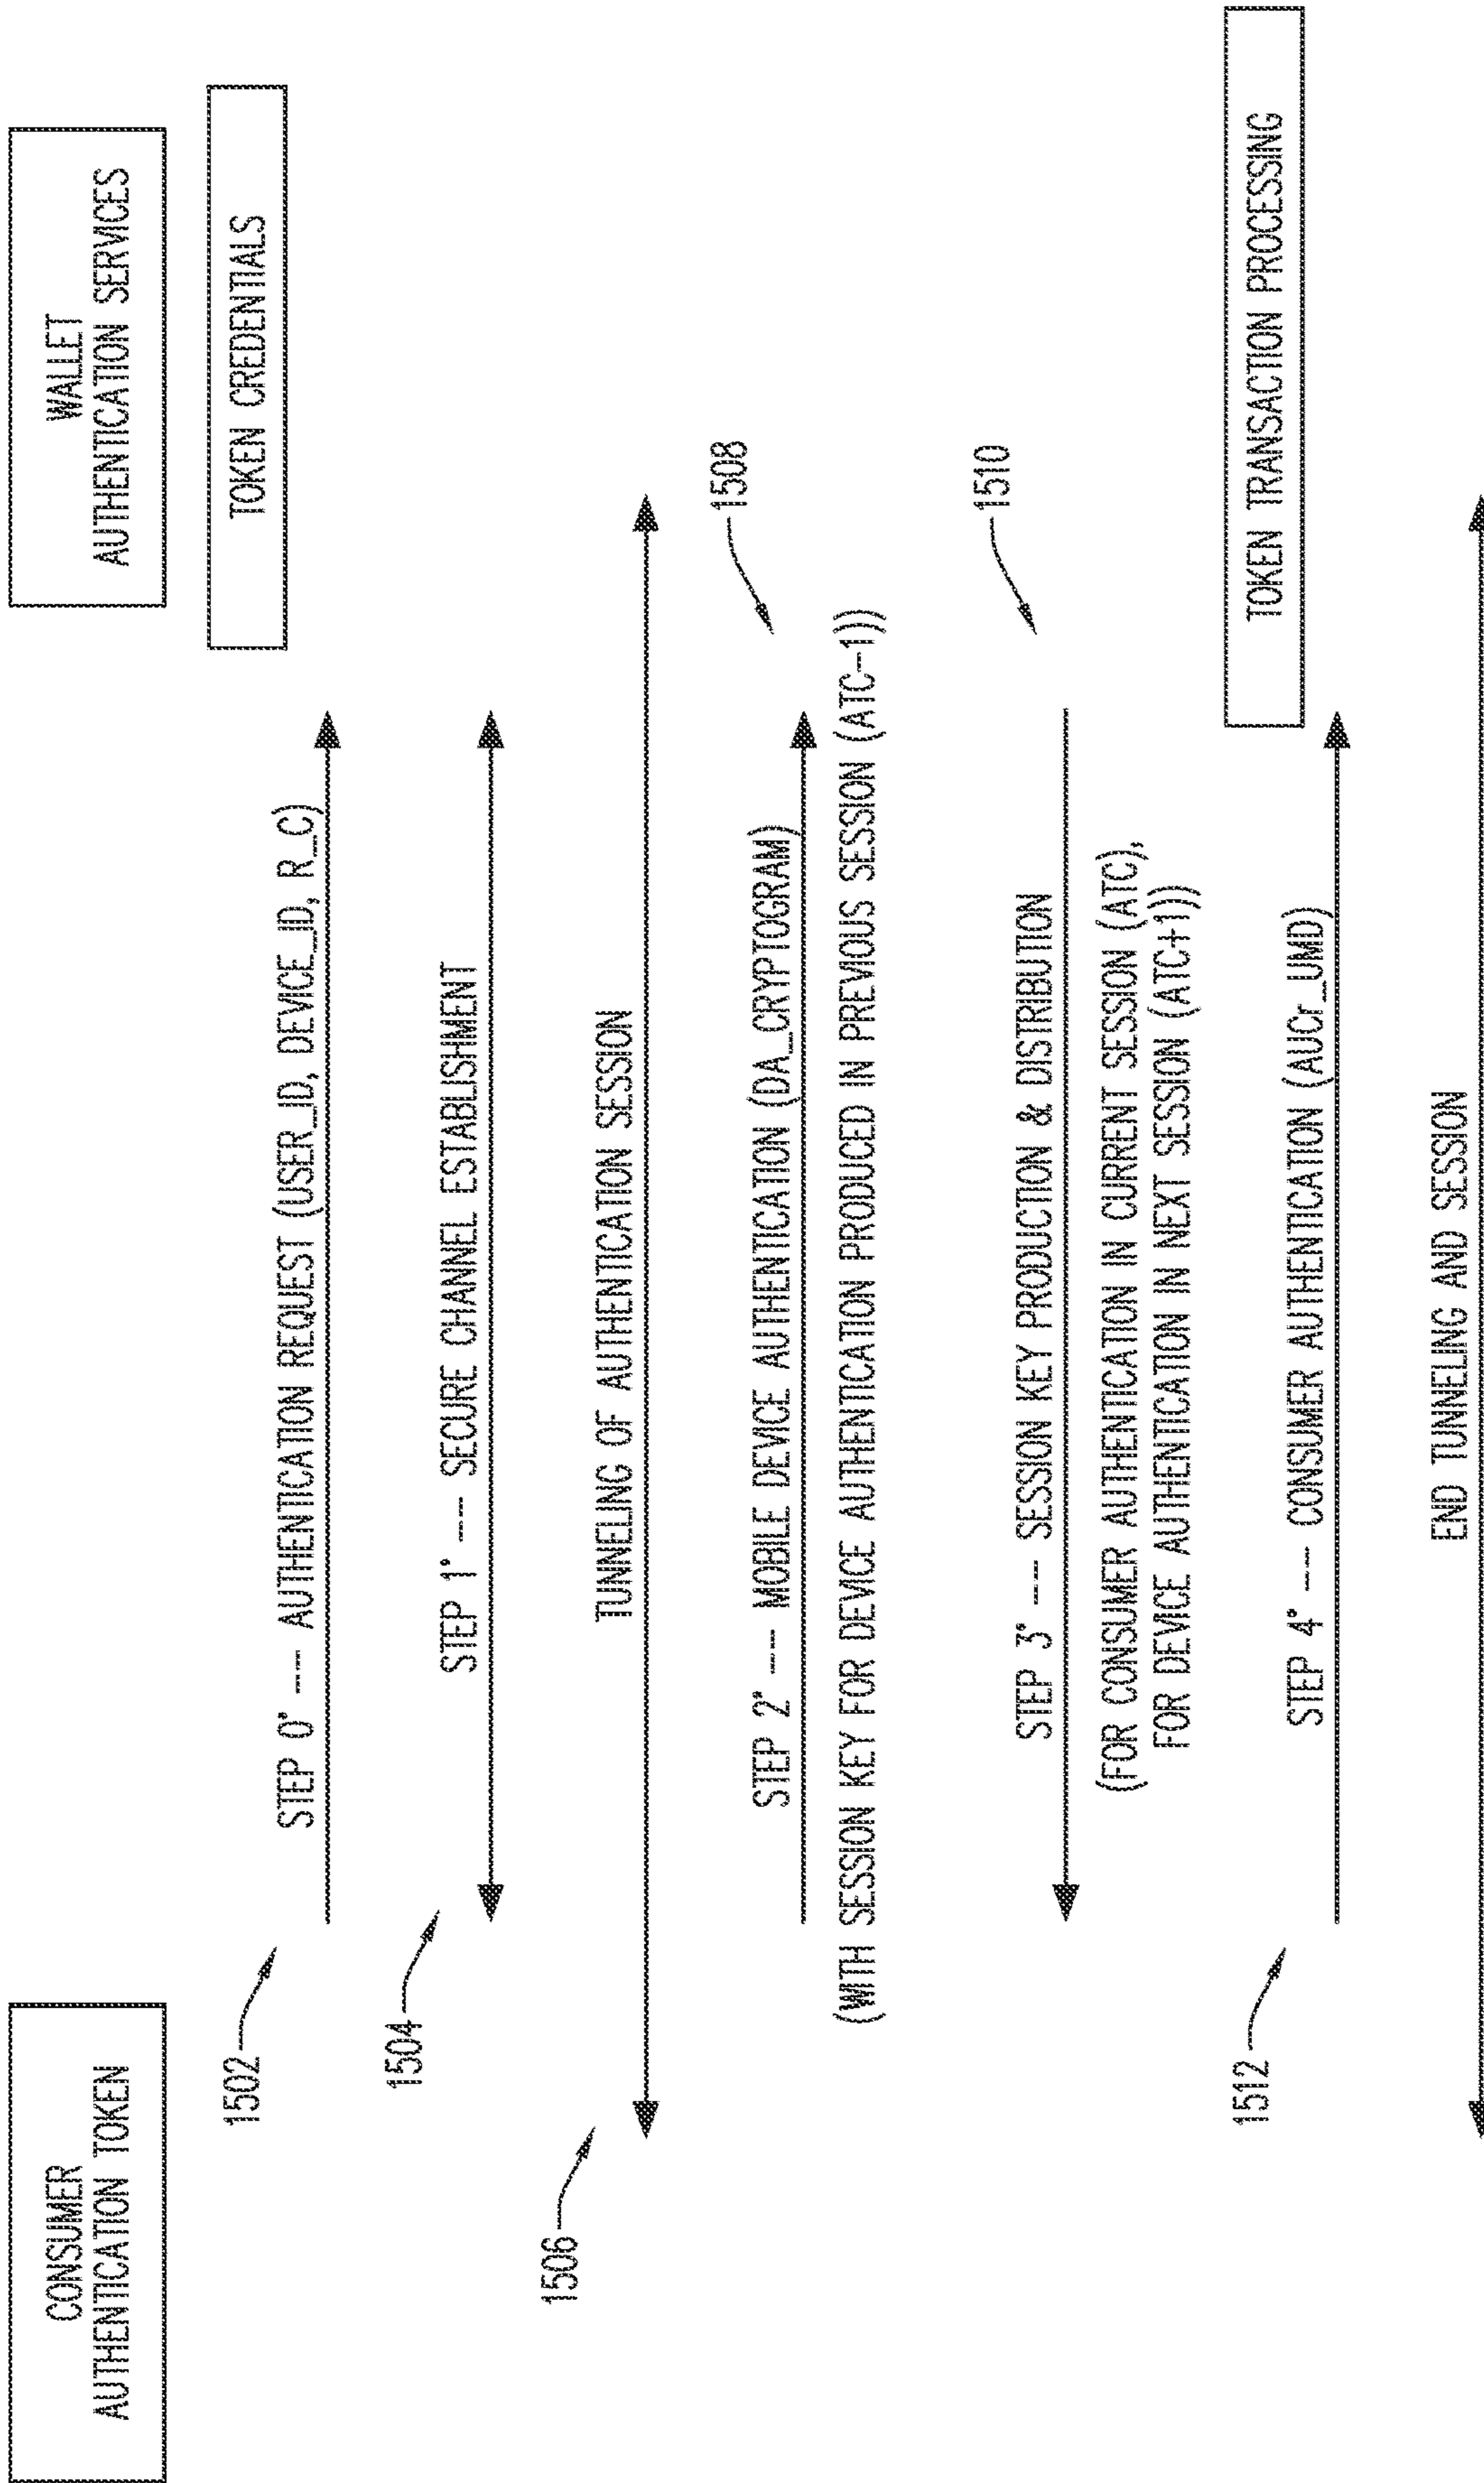 CONSUMER
AUTHENTICATION TOKEN
WALLET
AUTHENTICATION SERVICES
TOKEN CREDENTIALS
1502
STEP 0' --- AUTHENTICATION REQUEST (USER_ID, DEVICE_ID, R_C)
1504
STEP 1' --- SECURE CHANNEL ESTABLISHMENT
1506
TUNNELING OF AUTHENTICATION SESSION
1508
STEP 2' --- MOBILE DEVICE AUTHENTICATION (DA_CRYPTOGRAM)
(WITH SESSION KEY FOR DEVICE AUTHENTICATION PRODUCED IN PREVIOUS SESSION (ATC-1))
1510
STEP 3' --- SESSION KEY PRODUCTION & DISTRIBUTION
(FOR CONSUMER AUTHENTICATION IN CURRENT SESSION (ATC),
FOR DEVICE AUTHENTICATION IN NEXT SESSION (ATC+1))
TOKEN TRANSACTION PROCESSING
1512
STEP 4' --- CONSUMER AUTHENTICATION (AUCr_UMD)
END TUNNELING AND SESSION